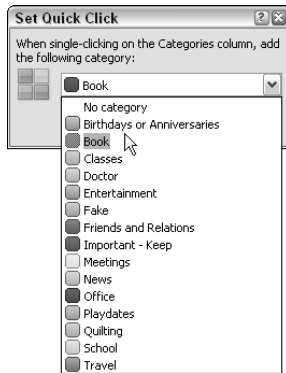 Set Quick Click
When single-clicking on the Categories column, add
the following category:
Book
No category
Birthdays or Anniversaries
Book
Classes
Doctor
Entertainment
Fake
Friends and Relations
Important - Keep
Meetings
News
Office
Playdates
Quilting
School
Travel